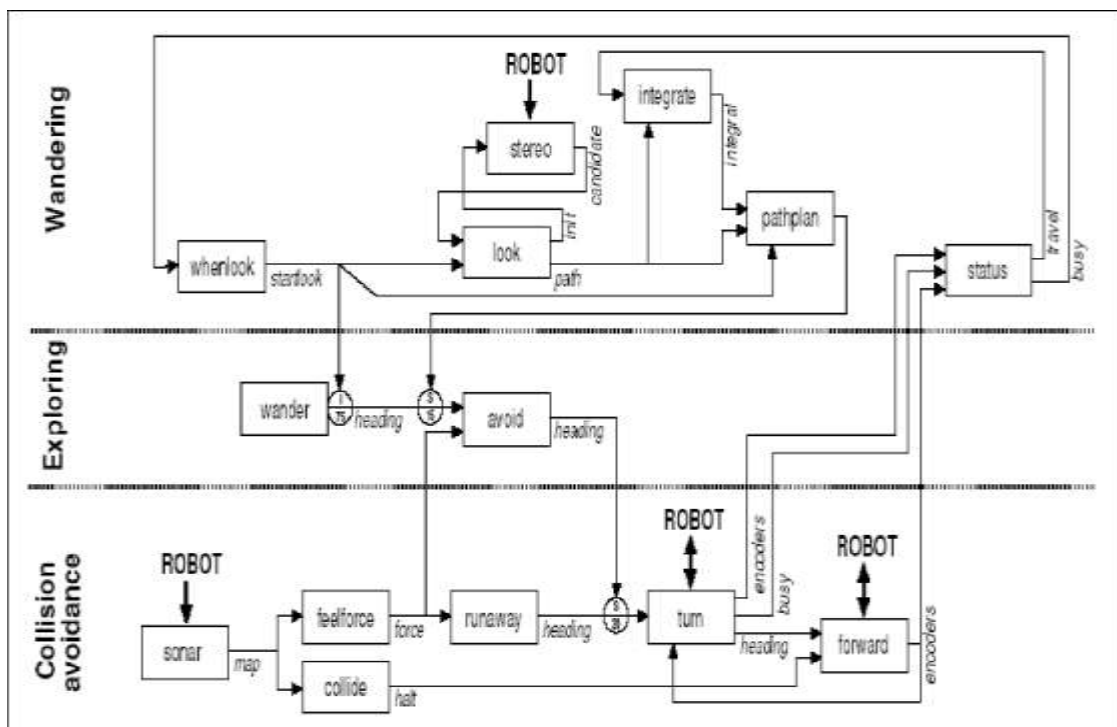 Wandering
ROBOT
integrate
integral
stereo
candidate
init
pathplan
look
whenlook
startlook
path
status
travel
busy
Exploring
wander
I
75
heading
S
15
avoid
heading
Collision
avoidance
ROBOT
encoders
busy
ROBOT
ROBOT
feelforce
force
runaway
heading
S
turn
heading
forward
encoders
sonar
map
collide
halt